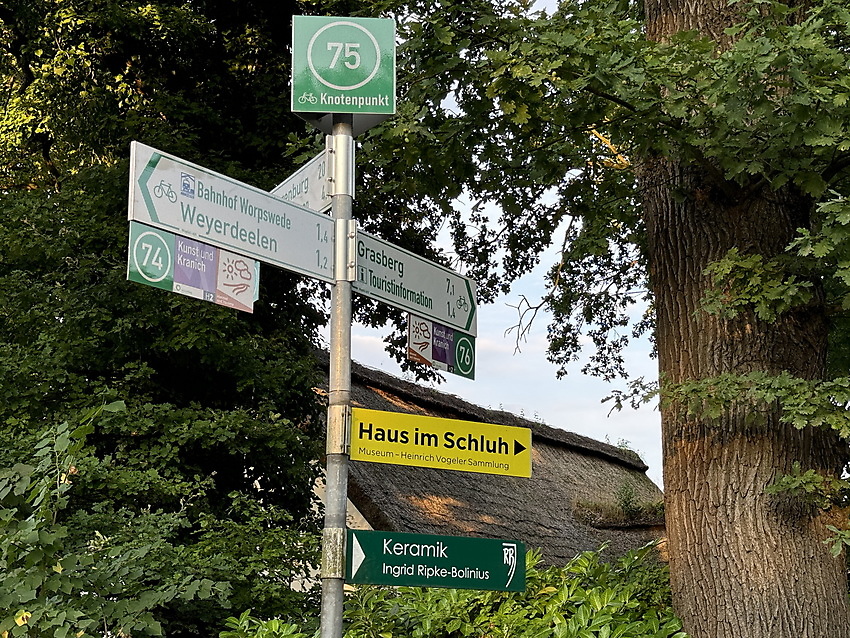 75
Knotenpunkt
20
Bahnhof Worpswede 1,4
Weyerdeelen 1,2
74
Kunst und
Kranich
Grasberg 7,1
i Touristinformation 1,4
Kunst und
Kranich
76
Haus im Schluh
Museum – Heinrich Vogeler Sammlung
Keramik
Ingrid Ripke-Bolinius